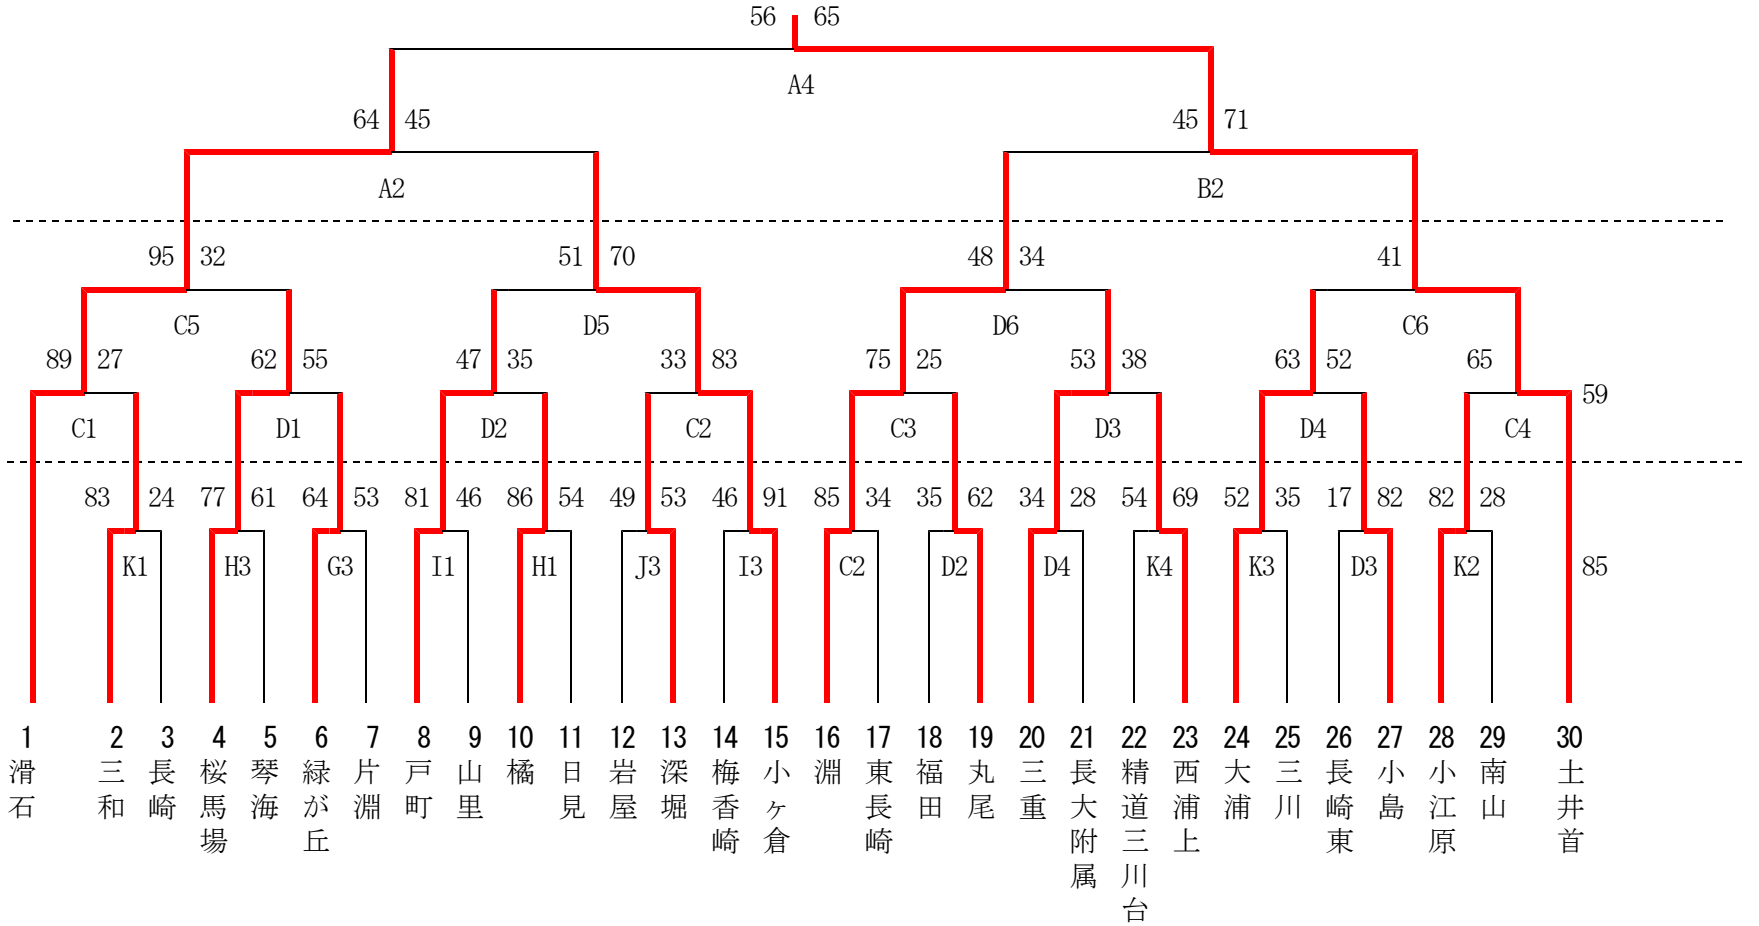 56 65
A4
64 45 45 71
A2 B2
95 32 51 70 48 34 41
C5 D5 D6 C6
89 27 62 55 47 35 33 83 75 25 53 38 63 52 65
59
C1 D1 D2 C2 C3 D3 D4 C4
83 24 77 61 64 53 81 46 86 54 49 53 46 91 85 34 35 62 34 28 54 69 52 35 17 82 82 28
K1 H3 G3 I1 H1 J3 I3 C2 D2 D4 K4 K3 D3 K2 85
1 2 3 4 5 6 7 8 9 10 11 12 13 14 15 16 17 18 19 20 21 22 23 24 25 26 27 28 29 30
滑石
三和
長崎
桜馬場
琴海
緑が丘
片淵
戸町
山里
橘
日見
岩屋
深堀
梅香崎
小ヶ倉
淵
東長崎
福田
丸尾
三重
長大附属
精道三川台
西浦上
大浦
三川
長崎東
小島
小江原
南山
土井首